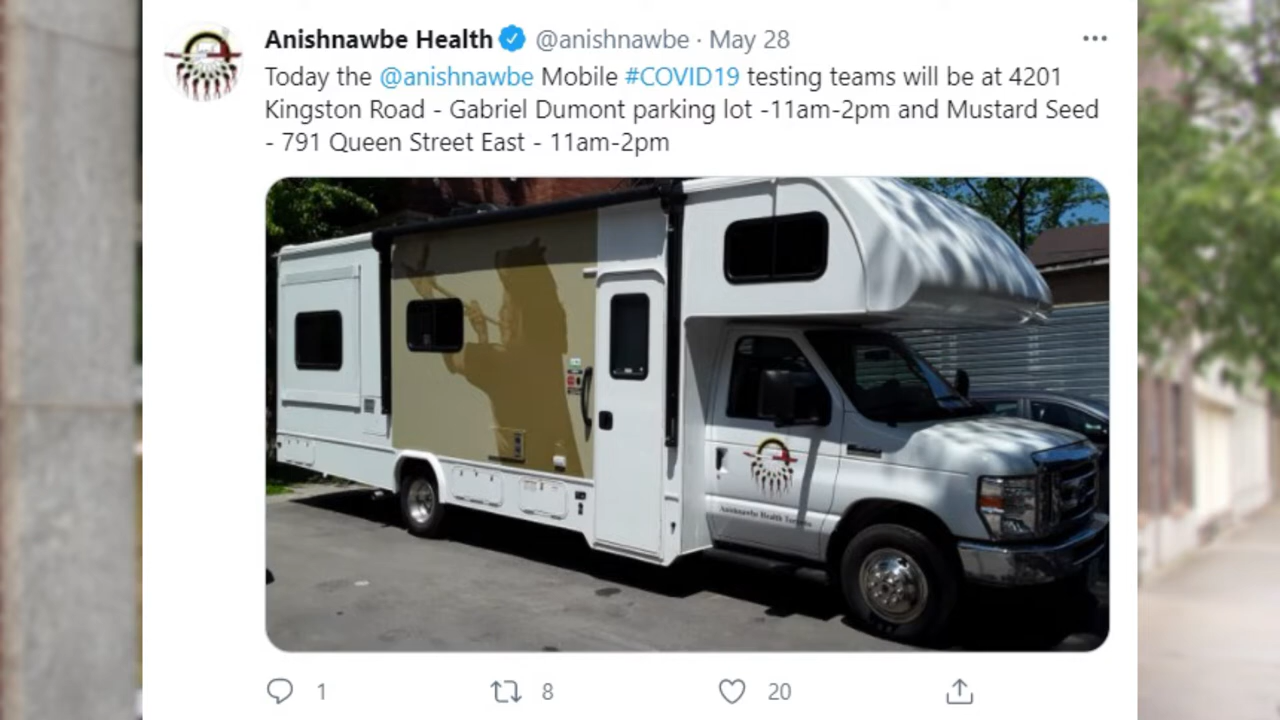 Anishnawbe Health @anishnawbe · May 28
Today the @anishnawbe Mobile #COVID19 testing teams will be at 4201
Kingston Road - Gabriel Dumont parking lot -11am-2pm and Mustard Seed
- 791 Queen Street East - 11am-2pm
Anishnawbe Health Toronto
1 8 20